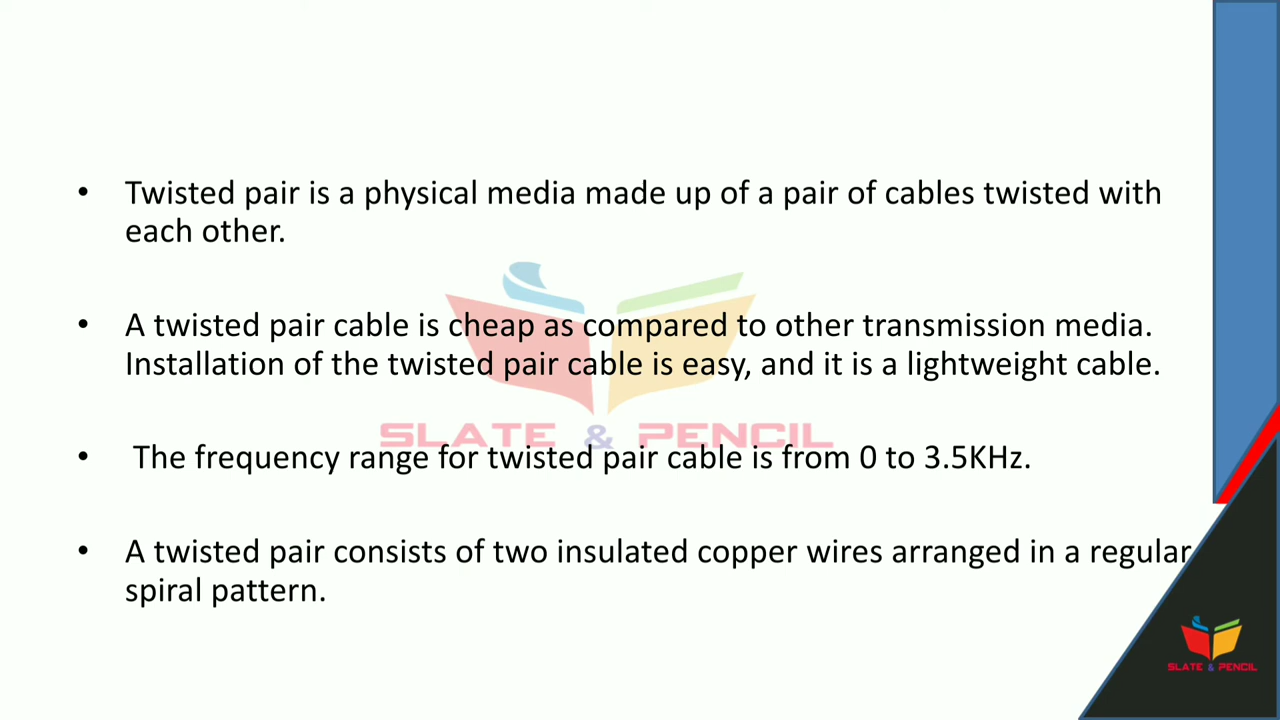 • Twisted pair is a physical media made up of a pair of cables twisted with
each other.
• A twisted pair cable is cheap as compared to other transmission media.
Installation of the twisted pair cable is easy, and it is a lightweight cable.
SLATE & PENCIL
• The frequency range for twisted pair cable is from 0 to 3.5KHz.
• A twisted pair consists of two insulated copper wires arranged in a regular
spiral pattern.
SLATE & PENCIL